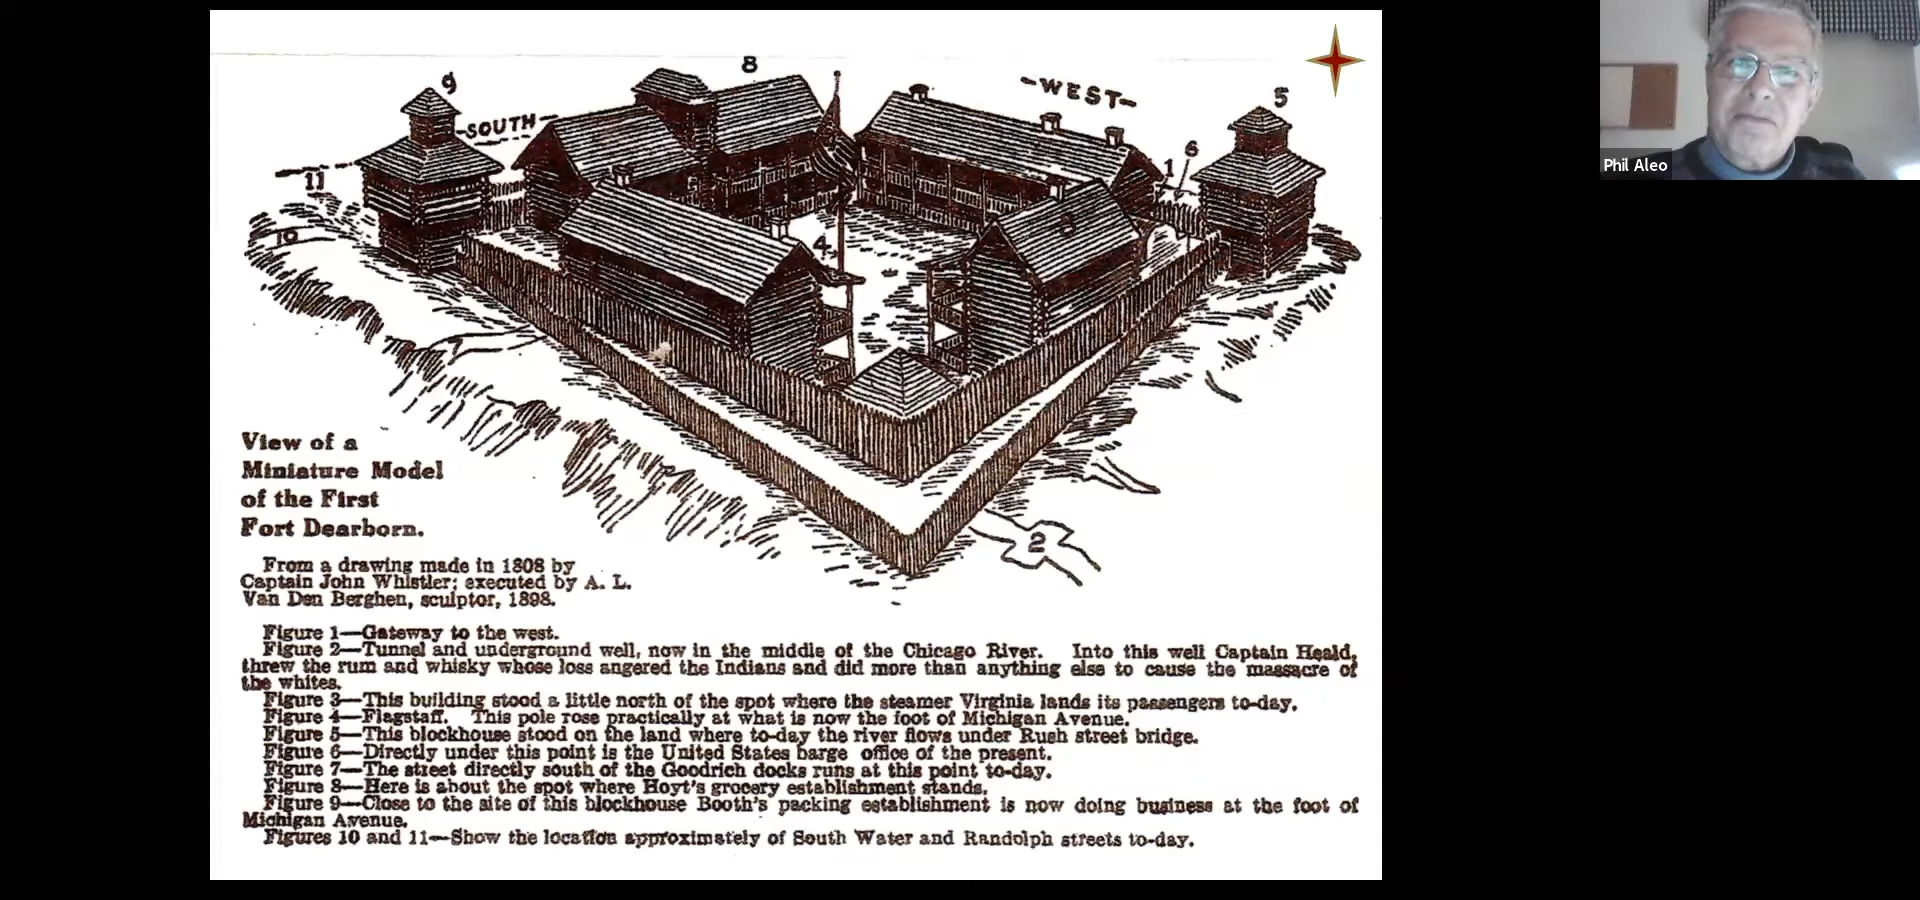 9
8
5
-SOUTH-
-WEST-
11
1
6
10
4
3
7
2
View of a
Miniature Model
of the First
Fort Dearborn.
From a drawing made in 1808 by
Captain John Whistler; executed by A. L.
Van Den Berghen, sculptor, 1898.
Figure 1—Gateway to the west.
Figure 2—Tunnel and underground well, now in the middle of the Chicago River. Into this well Captain Heald,
threw the rum and whisky whose loss angered the Indians and did more than anything else to cause the massacre of
the whites.
Figure 3—This building stood a little north of the spot where the steamer Virginia lands its passengers to-day.
Figure 4—Flagstaff. This pole rose practically at what is now the foot of Michigan Avenue.
Figure 5—This blockhouse stood on the land where to-day the river flows under Rush street bridge.
Figure 6—Directly under this point is the United States barge office of the present.
Figure 7—The street directly south of the Goodrich docks runs at this point to-day.
Figure 8—Here is about the spot where Hoyt's grocery establishment stands.
Figure 9—Close to the site of this blockhouse Booth's packing establishment is now doing business at the foot of
Michigan Avenue.
Figures 10 and 11—Show the location approximately of South Water and Randolph streets to-day.
Phil Aleo